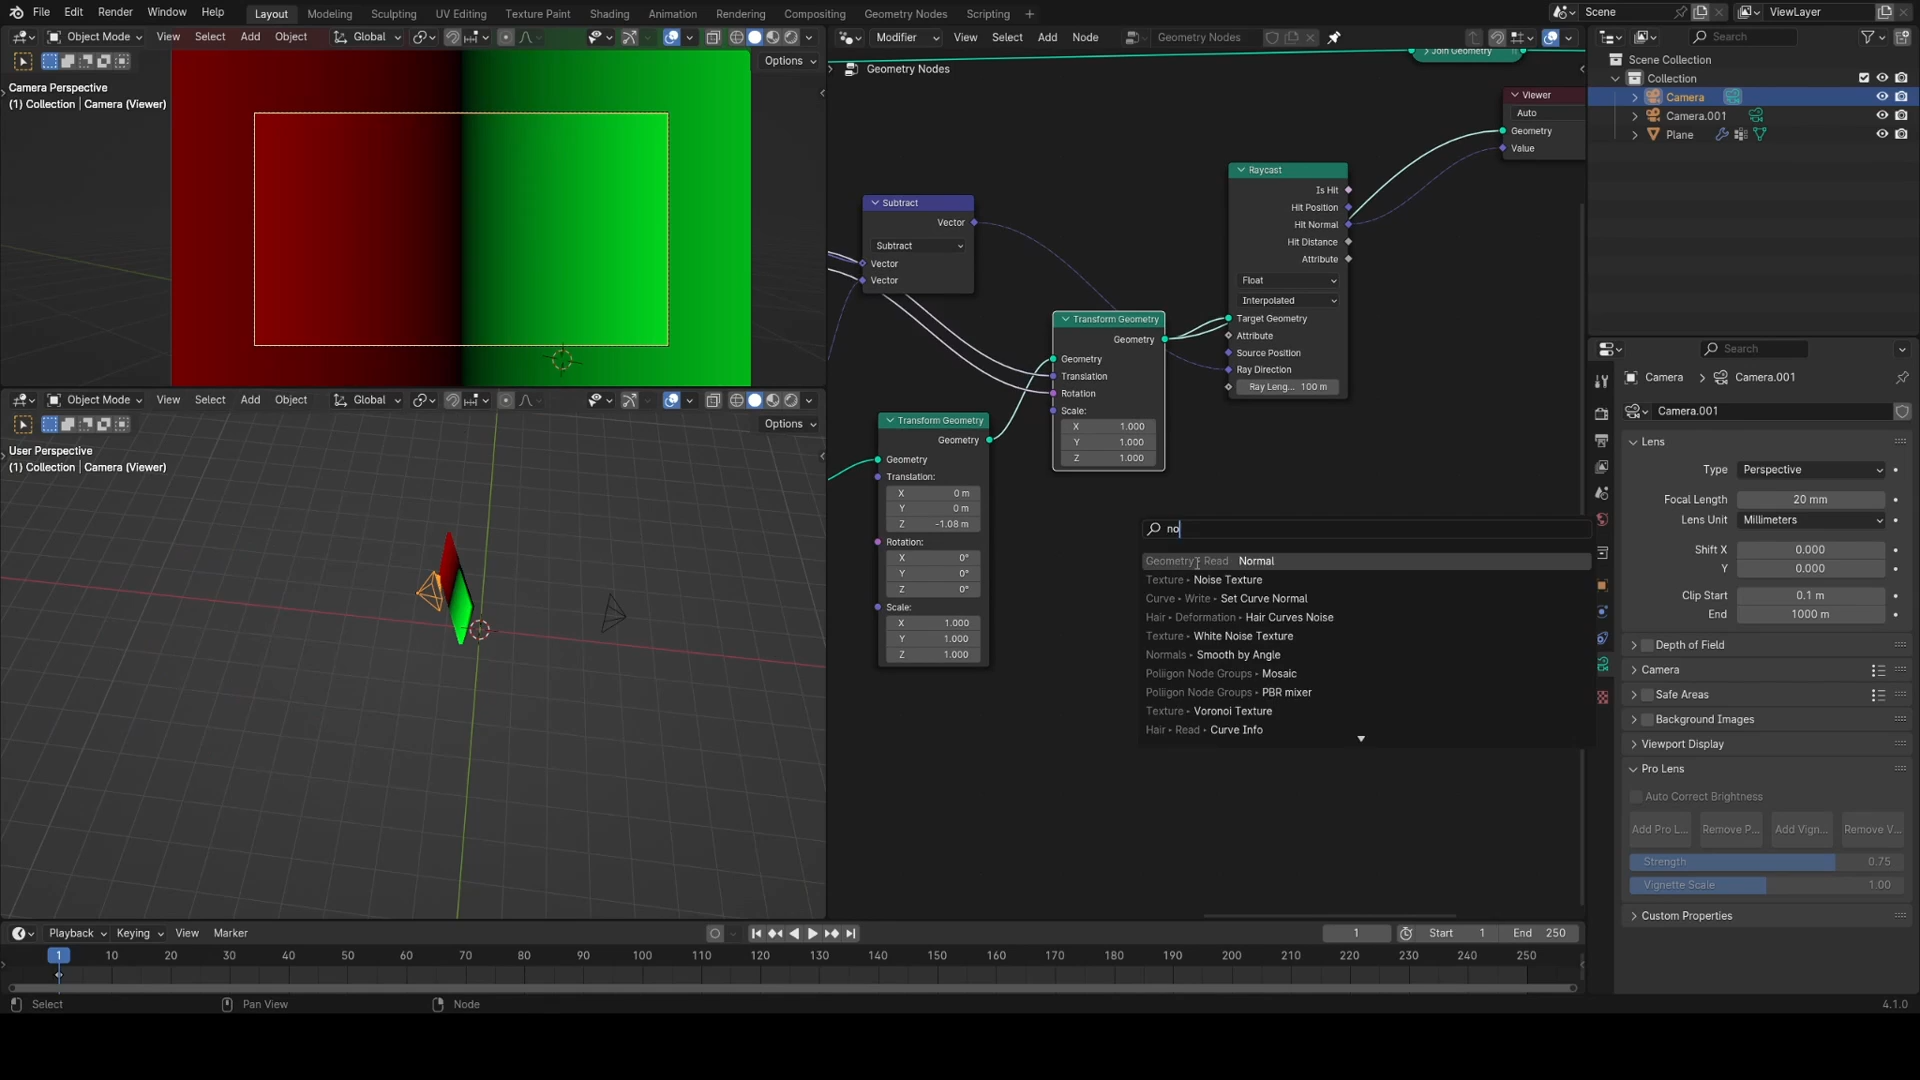 File Edit Render Window Help Layout Modeling Sculpting UV Editing Texture Paint Shading Animation Rendering Compositing Geometry Nodes Scripting + Scene ViewLayer
Object Mode View Select Add Object Global
Options
Camera Perspective
(1) Collection | Camera (Viewer)
Object Mode View Select Add Object Global
Options
User Perspective
(1) Collection | Camera (Viewer)
Modifier View Select Add Node Geometry Nodes
Geometry Nodes
Join Geometry
Viewer
Auto
Geometry
Value
Subtract
Vector
Subtract
Vector
Vector
Raycast
Is Hit
Hit Position
Hit Normal
Hit Distance
Attribute
Float
Interpolated
Target Geometry
Attribute
Source Position
Ray Direction
Ray Leng... 100 m
Transform Geometry
Geometry
Geometry
Translation
Rotation
Scale:
X 1.000
Y 1.000
Z 1.000
Transform Geometry
Geometry
Geometry
Translation:
X 0 m
Y 0 m
Z -1.08 m
Rotation:
X 0°
Y 0°
Z 0°
Scale:
X 1.000
Y 1.000
Z 1.000
no
Geometry Read Normal
Texture Noise Texture
Curve Write Set Curve Normal
Hair Deformation Hair Curves Noise
Texture White Noise Texture
Normals Smooth by Angle
Poliigon Node Groups Mosaic
Poliigon Node Groups PBR mixer
Texture Voronoi Texture
Hair Read Curve Info
Search
Scene Collection
Collection
Camera
Camera.001
Plane
Search
Camera Camera.001
Camera.001
Lens
Type Perspective
Focal Length 20 mm
Lens Unit Millimeters
Shift X 0.000
Y 0.000
Clip Start 0.1 m
End 1000 m
Depth of Field
Camera
Safe Areas
Background Images
Viewport Display
Pro Lens
Auto Correct Brightness
Add Pro L... Remove P... Add Vign... Remove V...
Strength 0.75
Vignette Scale 1.00
Custom Properties
Playback Keying View Marker 1 Start 1 End 250
1 10 20 30 40 50 60 70 80 90 100 110 120 130 140 150 160 170 180 190 200 210 220 230 240 250
Select Pan View Node 4.1.0